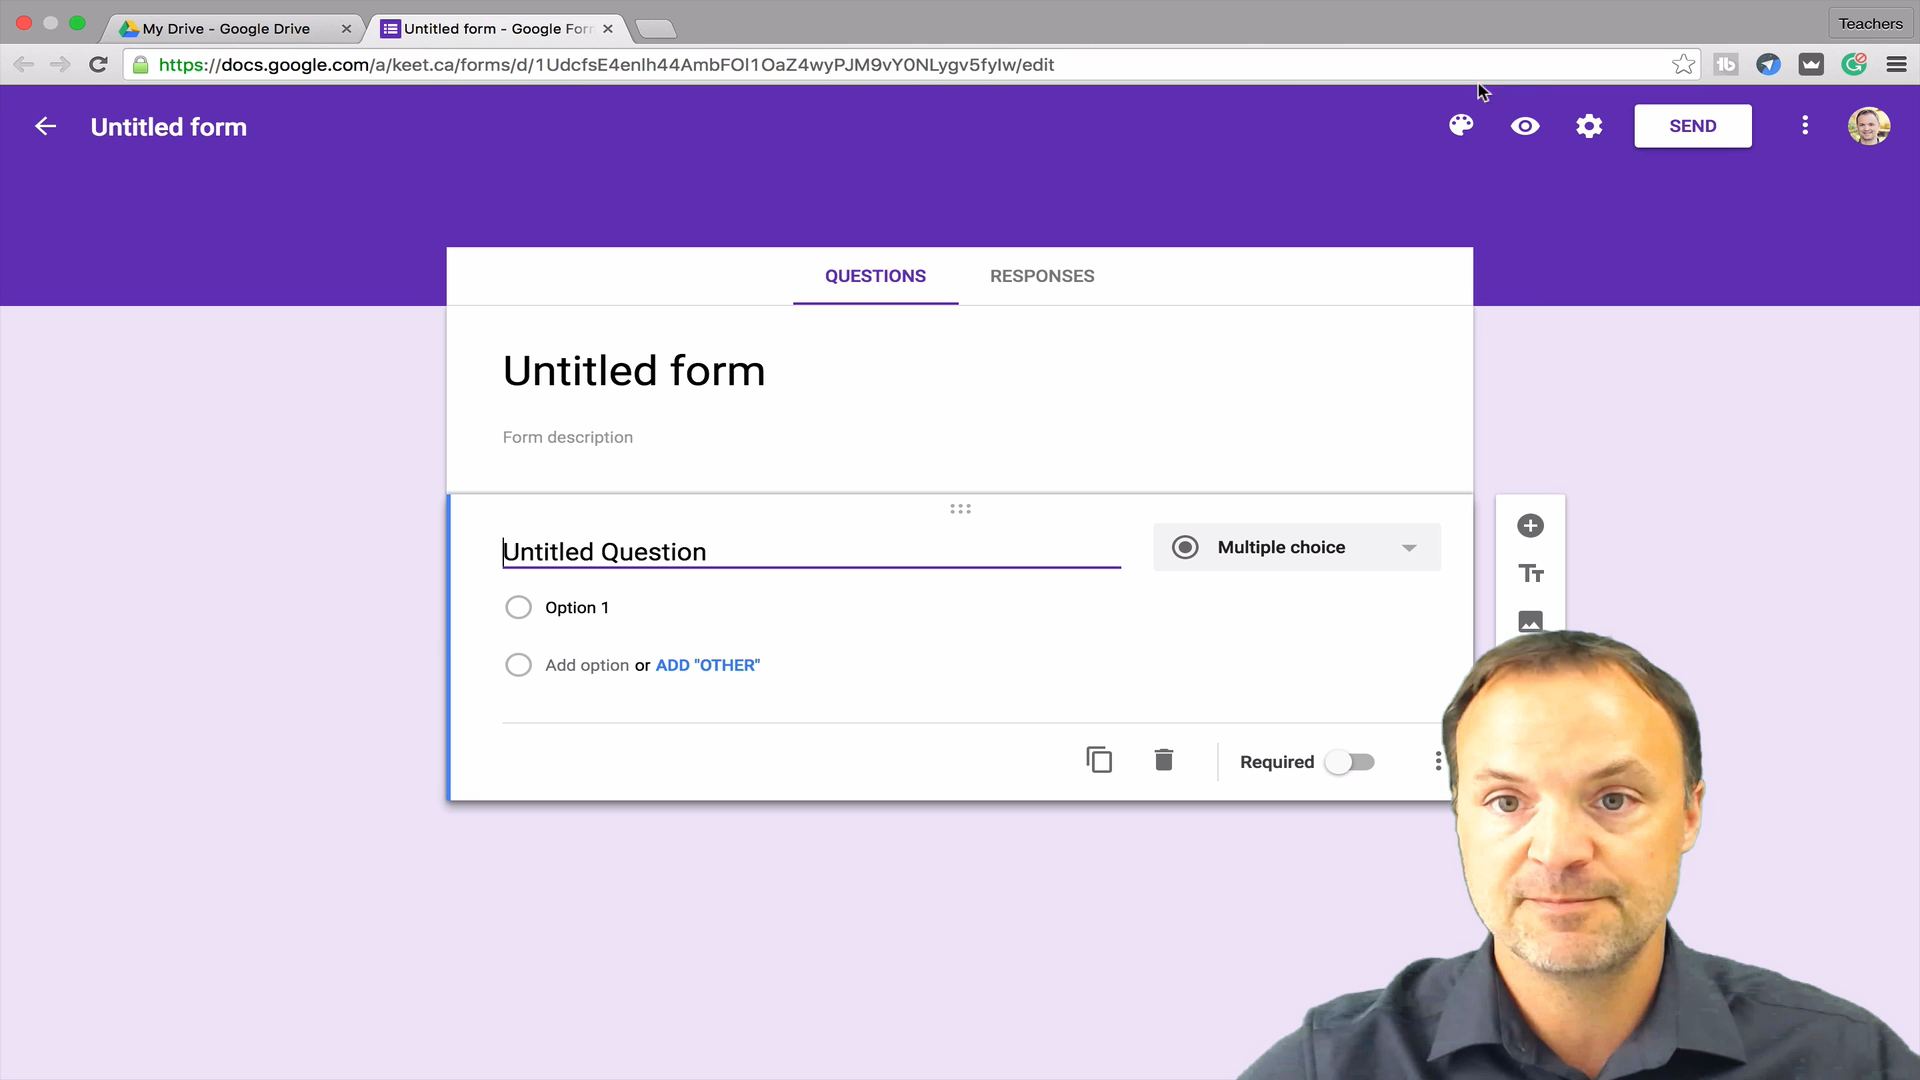 My Drive - Google Drive
Untitled form - Google For
Teachers
https://docs.google.com/a/keet.ca/forms/d/1UdcfsE4enIh44AmbFOl1OaZ4wyPJM9vY0NLygv5fyIw/edit
Untitled form
SEND
QUESTIONS
RESPONSES
Untitled form
Form description
Untitled Question
Multiple choice
Option 1
Add option or ADD "OTHER"
Required